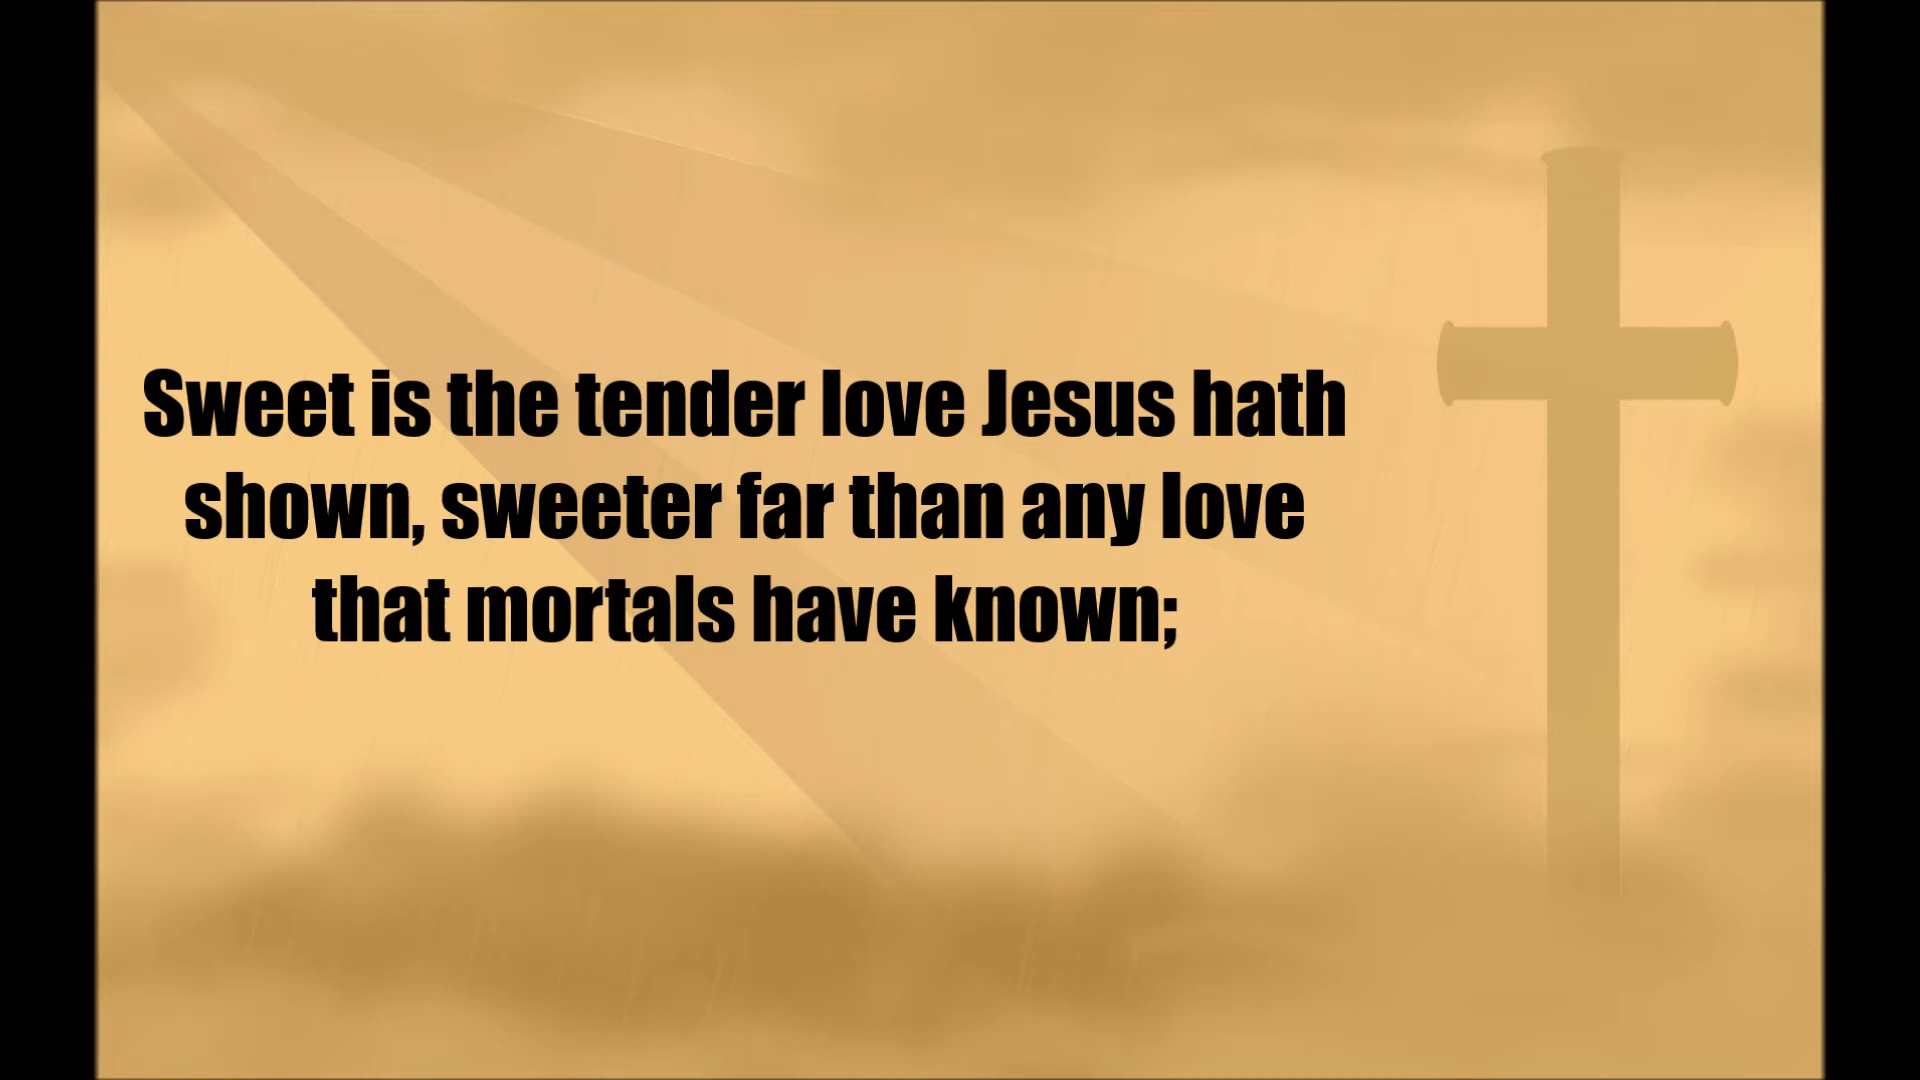 Sweet is the tender love Jesus hath
shown, sweeter far than any love
that mortals have known;